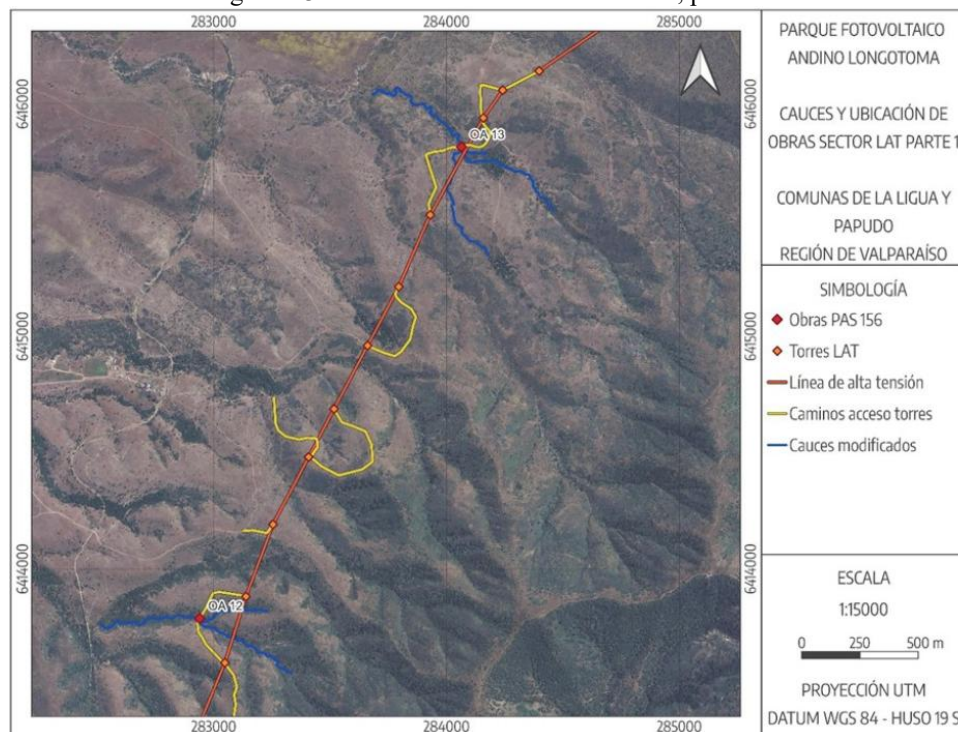 283000
284000
285000
6416000
6415000
6414000
OA 13
OA 12
6416000
6415000
6414000
283000
284000
285000
PARQUE FOTOVOLTAICO
ANDINO LONGOTOMA
CAUCES Y UBICACIÓN DE
OBRAS SECTOR LAT PARTE 1
COMUNAS DE LA LIGUA Y
PAPUDO
REGIÓN DE VALPARAÍSO
SIMBOLOGÍA
Obras PAS 156
Torres LAT
Línea de alta tensión
Caminos acceso torres
Cauces modificados
ESCALA
1:15000
0 250 500 m
PROYECCIÓN UTM
DATUM WGS 84 - HUSO 19 S